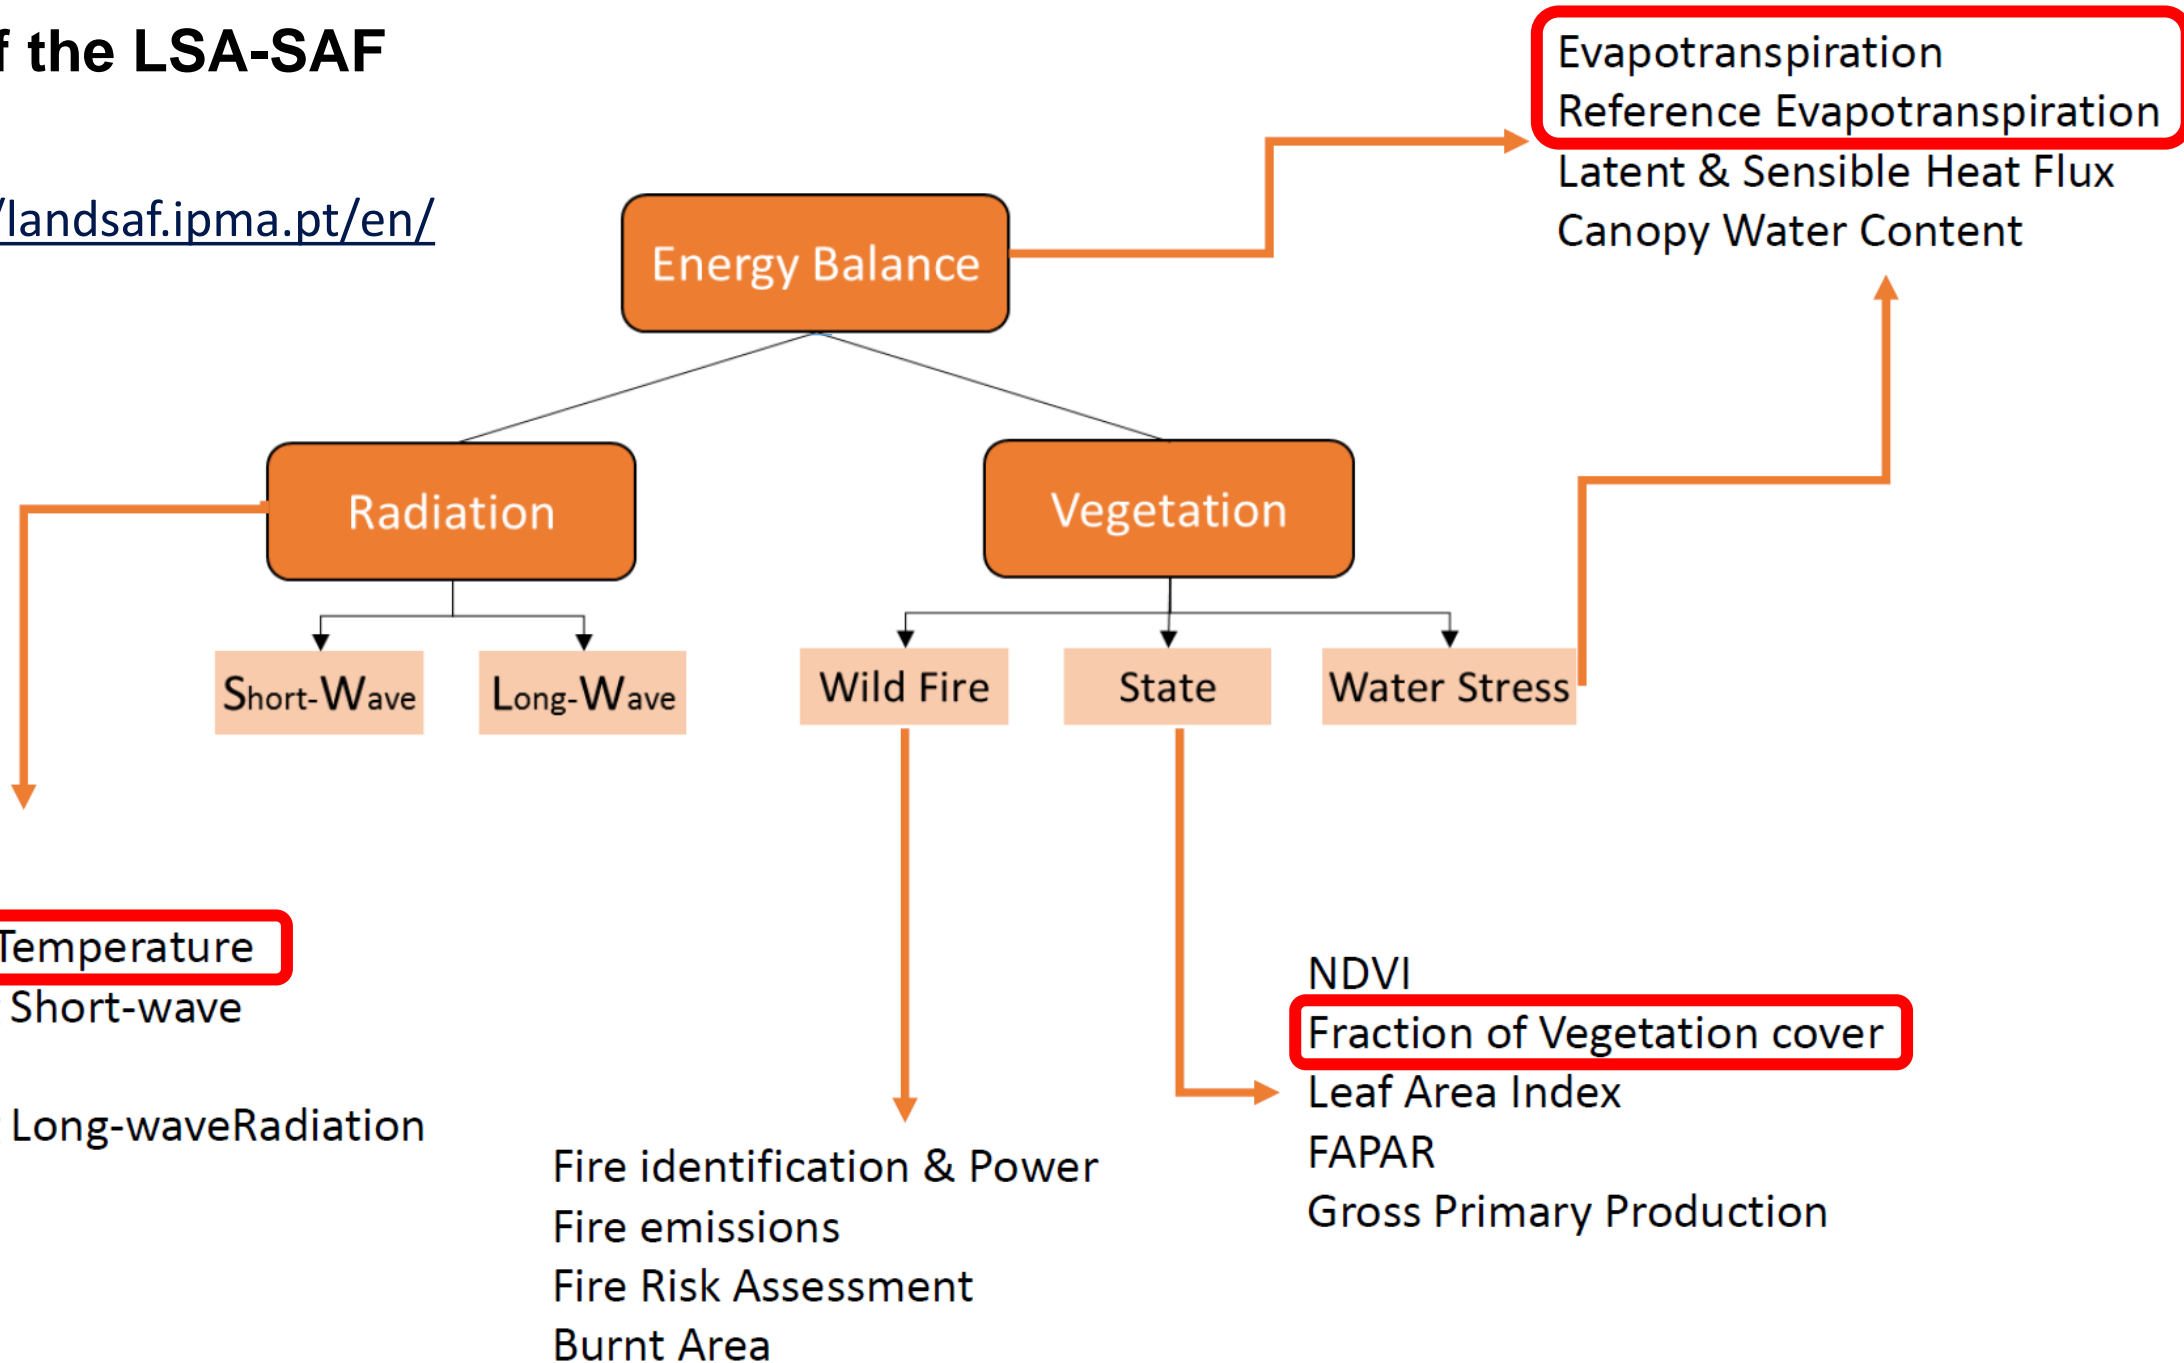 f the LSA-SAF
/landsaf.ipma.pt/en/
Evapotranspiration
Reference Evapotranspiration
Latent & Sensible Heat Flux
Canopy Water Content
Energy Balance
Radiation
Vegetation
Short-Wave
Long-Wave
Wild Fire
State
Water Stress
Temperature
Short-wave
Long-waveRadiation
Fire identification & Power
Fire emissions
Fire Risk Assessment
Burnt Area
NDVI
Fraction of Vegetation cover
Leaf Area Index
FAPAR
Gross Primary Production